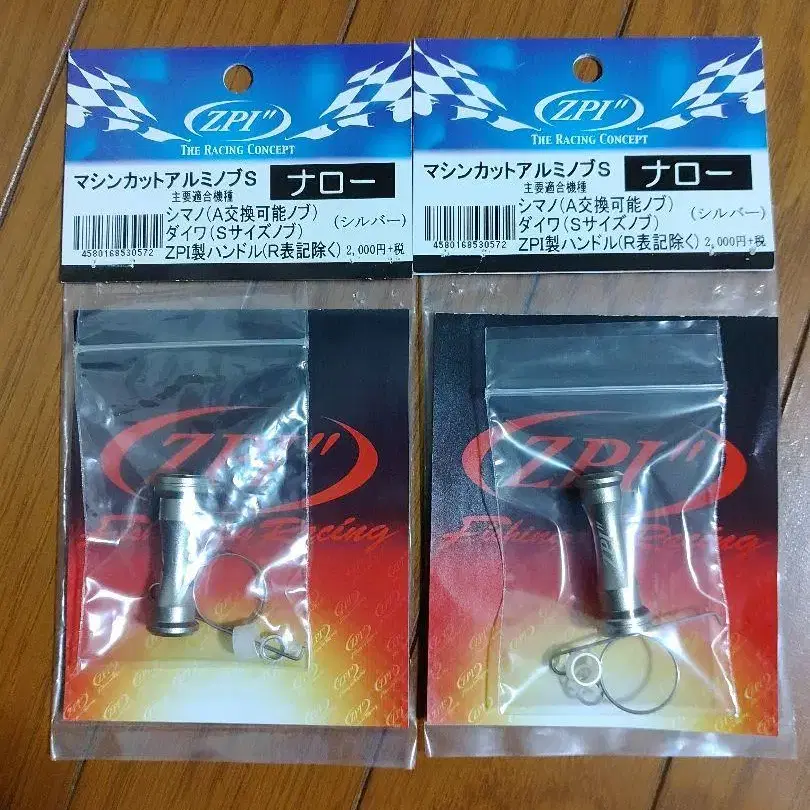 ZPI"
THE RACING CONCEPT
マシンカットアルミノブS
ナロー
主要適合機種
シマノ(A交換可能ノブ)
(シルバー)
ダイワ(Sサイズノブ)
ZPI製ハンドル(R表記除く)
2,000円+税
4580168530572
ZPI"
Racing
ZPI"
THE RACING CONCEPT
マシンカットアルミノブS
ナロー
主要適合機種
シマノ(A交換可能ノブ)
(シルバー)
ダイワ(Sサイズノブ)
ZPI製ハンドル(R表記除く)
2,000円+税
4580168530572
ZPI"
Fishing Racing
ZPI"